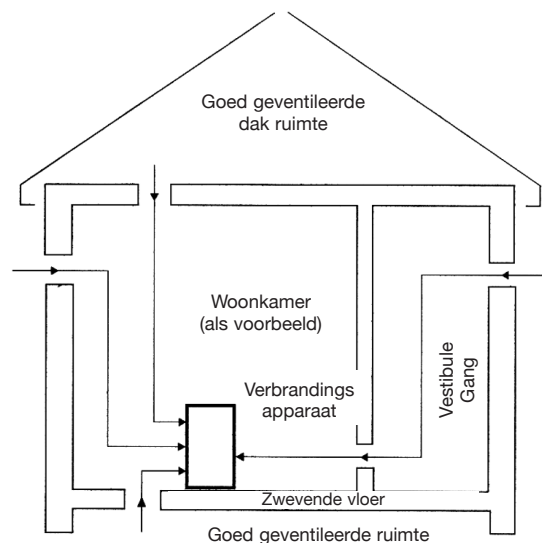 Goed geventileerde
dak ruimte
Woonkamer
(als voorbeeld)
Verbrandings
apparaat
Vestibule
Gang
Zwevende vloer
Goed geventileerde ruimte